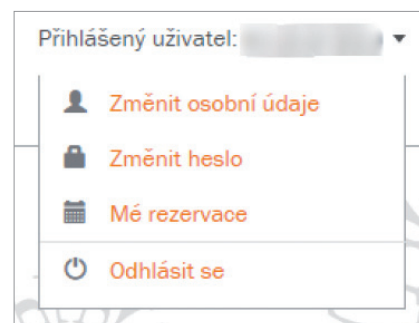 Přihlášený uživatel:
Změnit osobní údaje
Změnit heslo
Mé rezervace
Odhlásit se